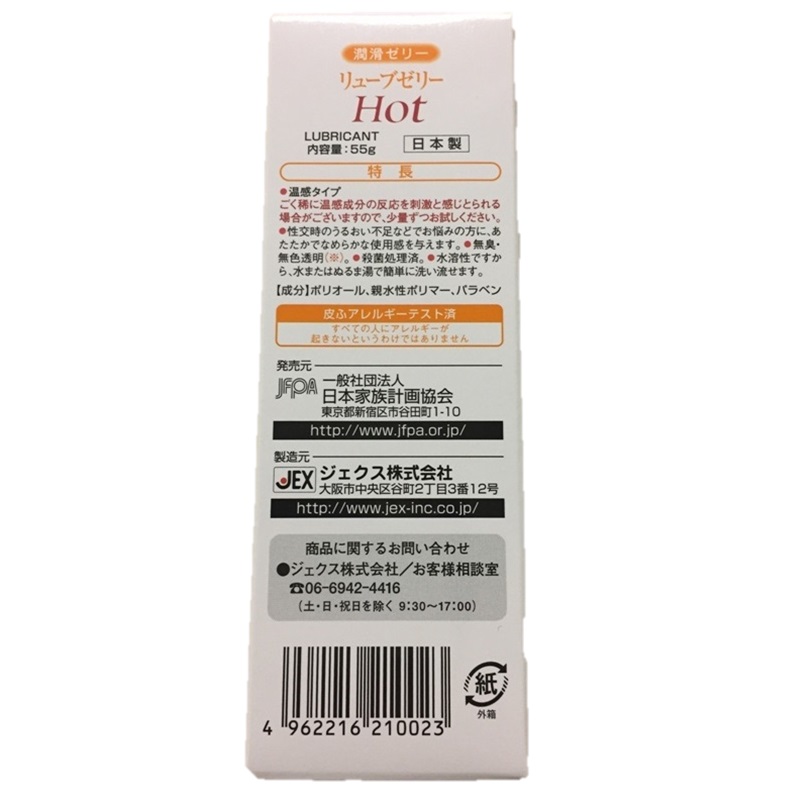 潤滑ゼリー
リューブゼリー
Hot
LUBRICANT
内容量:55g
日本製
特長
●温感タイプ
ごく稀に温感成分の反応を刺激と感じとられる
場合がございますので、少量ずつお試しください。
●性交時のうるおい不足などでお悩みの方に、あ
たたかでなめらかな使用感を与えます。●無臭・
無色透明(※)。●殺菌処理済。●水溶性ですか
ら、水またはぬるま湯で簡単に洗い流せます。
【成分】ポリオール、親水性ポリマー、パラベン
皮ふアレルギーテスト済
すべての人にアレルギーが
起きないというわけではありません
発売元
JFPA
一般社団法人
日本家族計画協会
東京都新宿区市谷田町1-10
http://www.jfpa.or.jp/
製造元
JEX
ジェクス株式会社
大阪市中央区谷町2丁目3番12号
http://www.jex-inc.co.jp/
商品に関するお問い合わせ
●ジェクス株式会社/お客様相談室
☎06-6942-4416
(土・日・祝日を除く 9:30〜17:00)
紙
外箱
4 962216 210023